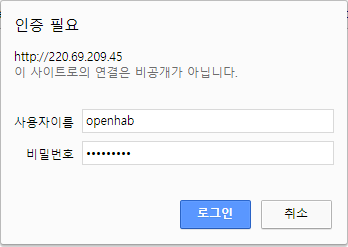 인증 필요
http://220.69.209.45
이 사이트로의 연결은 비공개가 아닙니다.
사용자이름 openhab
비밀번호 •••••••••
로그인 취소